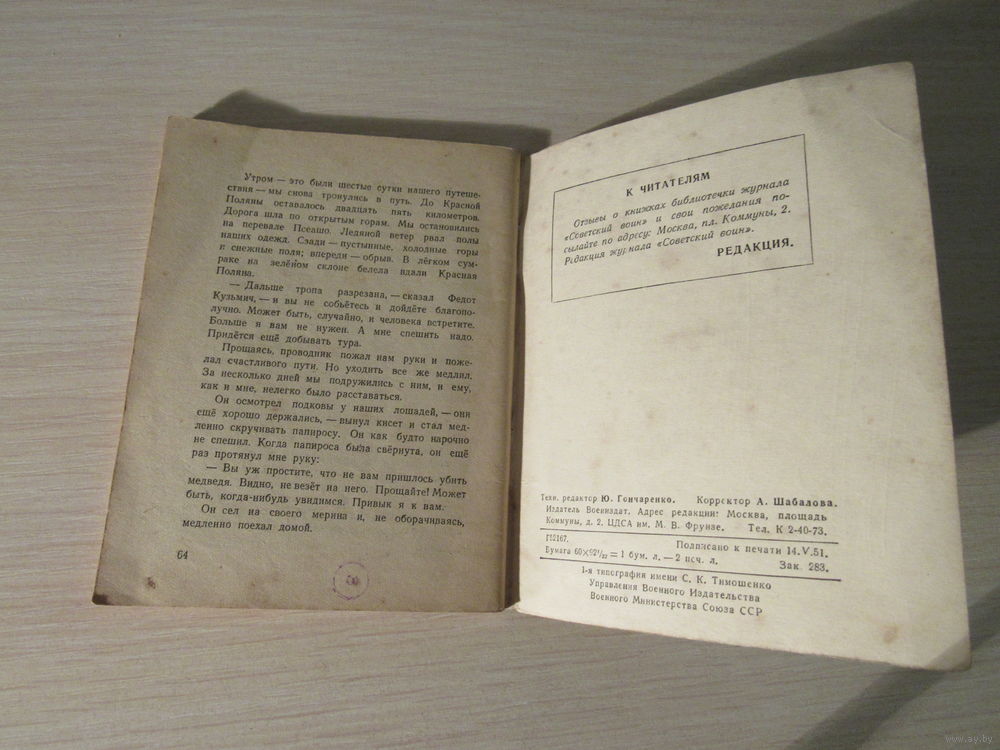 Утром — это были шестые сутки нашего путеше-
ствия — мы снова тронулись в путь. До Красной
Поляны оставалось двадцать пять километров.
Дорога шла по открытым горам. Мы остановились
на перевале Псеашо. Ледяной ветер рвал полы
наших одежд. Сзади — пустынные, холодные горы
и снежные поля; впереди — обрыв. В лёгком сум-
раке на зелёном склоне белела вдали Красная
Поляна.
— Дальше тропа разрезана, — сказал Федот
Кузьмич, — и вы не собьётесь и дойдёте благопо-
лучно. Может быть, случайно, и человека встретите.
Больше я вам не нужен. А мне спешить надо.
Придётся ещё добывать тура.
Прощаясь, проводник пожал нам руки и поже-
лал счастливого пути. Но уходить все же медлил.
За несколько дней мы подружились с ним, и ему,
как и мне, нелегко было расставаться.
Он осмотрел подковы у наших лошадей, — они
ещё хорошо держались, — вынул кисет и стал мед-
ленно скручивать папиросу. Он как будто нарочно
не спешил. Когда папироса была свёрнута, он ещё
раз протянул мне руку:
— Вы уж простите, что не вам пришлось убить
медведя. Видно, не везёт на него. Прощайте! Может
быть, когда-нибудь увидимся. Привык я к вам.
Он сел на своего мерина и, не оборачиваясь,
медленно поехал домой.
64
К ЧИТАТЕЛЯМ
Отзывы о книжках библиотечки журнала
«Советский воин» и свои пожелания по-
сылайте по адресу: Москва, пл. Коммуны, 2.
Редакция журнала «Советский воин».
РЕДАКЦИЯ.
Техн. редактор Ю. Гончаренко. Корректор А. Шабалова.
Издатель Воениздат. Адрес редакции: Москва, площадь
Коммуны, д. 2. ЦДСА им. М. В. Фрунзе. Тел. К 2-40-73.
Г52167. Подписано к печати 14.V.51.
Бумага 60×92¹/₃₂ = 1 бум. л. — 2 печ. л. Зак. 283.
1-я типография имени С. К. Тимошенко
Управления Военного Издательства
Военного Министерства Союза ССР
www.ay.by